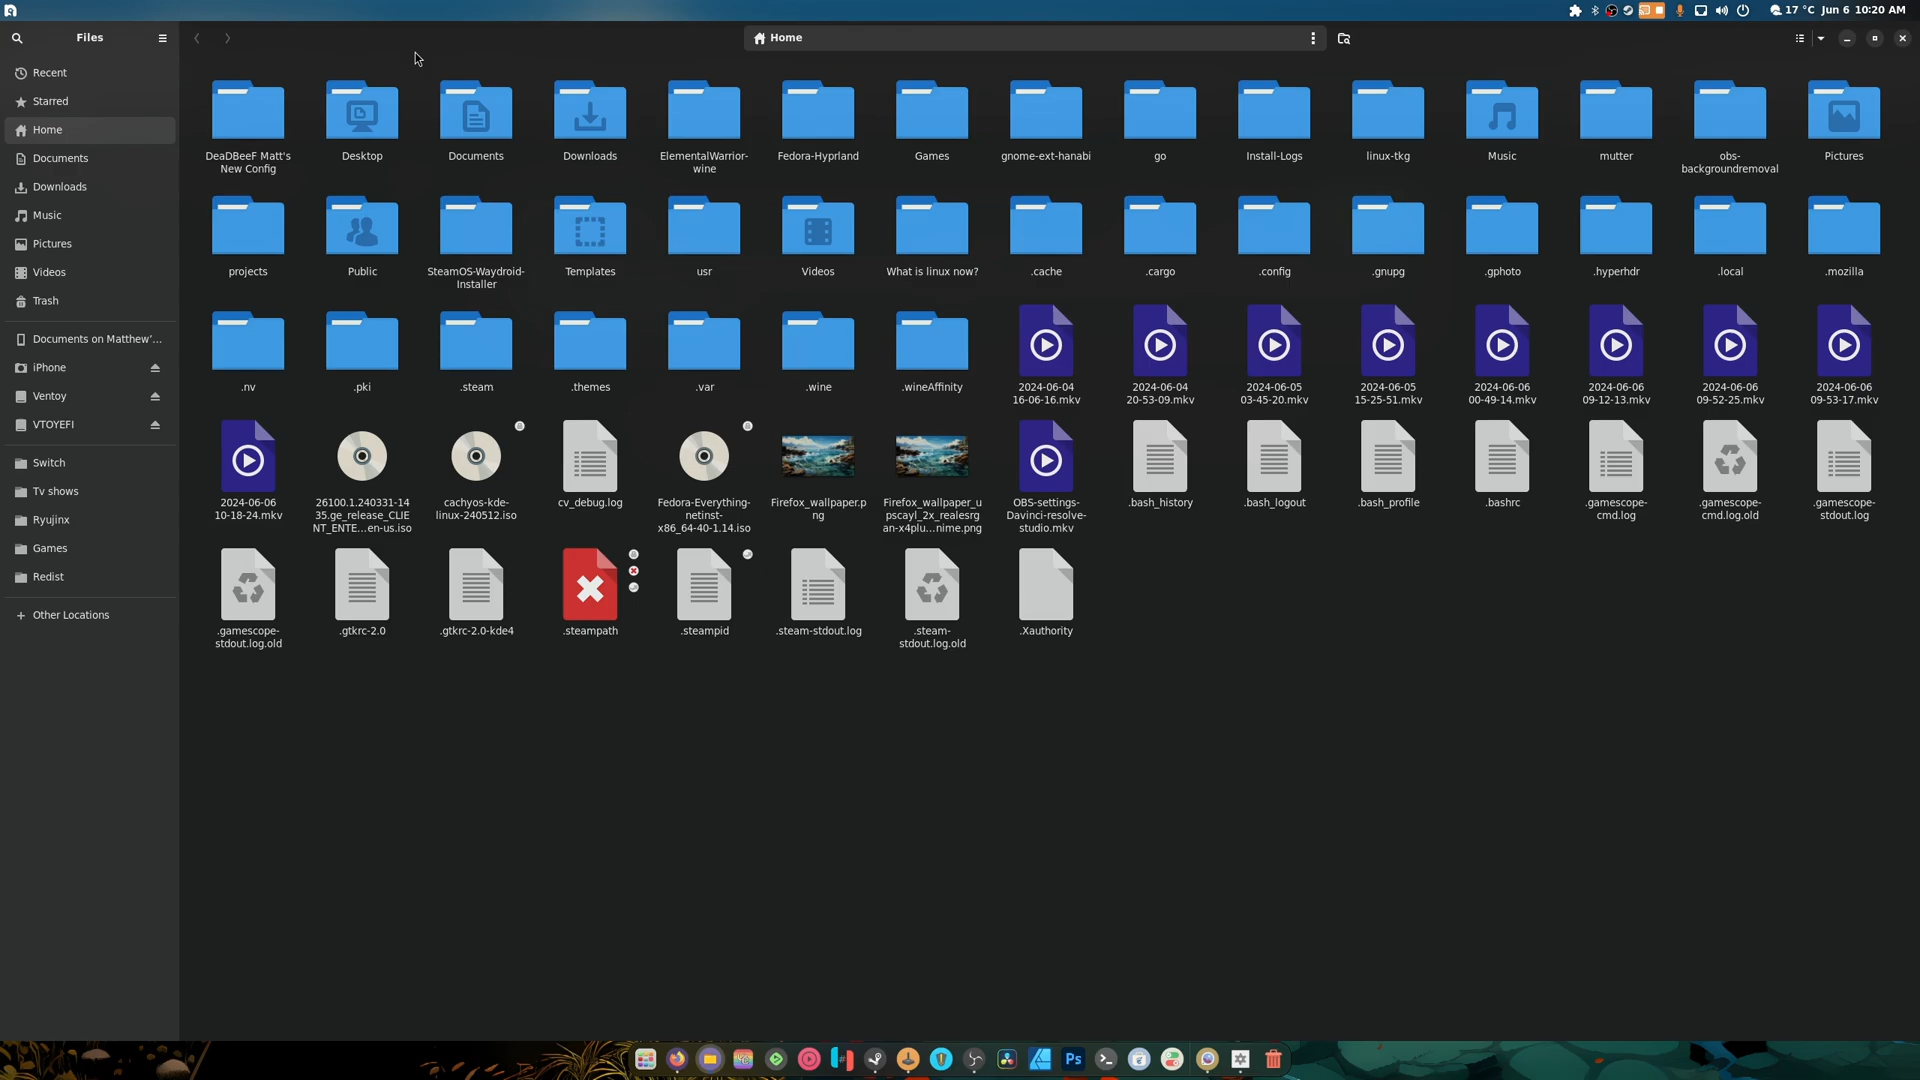 17 °C Jun 6 10:20 AM
Files
Home
Recent
Starred
Home
Documents
Downloads
Music
Pictures
Videos
Trash
Documents on Matthew’...
iPhone
Ventoy
VTOYEFI
Switch
Tv shows
Ryujinx
Games
Redist
Other Locations
DeaDBeeF Matt's
New Config
Desktop
Documents
Downloads
ElementalWarrior-
wine
Fedora-Hyprland
Games
gnome-ext-hanabi
go
Install-Logs
linux-tkg
Music
mutter
obs-
backgroundremoval
Pictures
projects
Public
SteamOS-Waydroid-
Installer
Templates
usr
Videos
What is linux now?
.cache
.cargo
.config
.gnupg
.gphoto
.hyperhdr
.local
.mozilla
.nv
.pki
.steam
.themes
.var
.wine
.wineAffinity
2024-06-04
16-06-16.mkv
2024-06-04
20-53-09.mkv
2024-06-05
03-45-20.mkv
2024-06-05
15-25-51.mkv
2024-06-06
00-49-14.mkv
2024-06-06
09-12-13.mkv
2024-06-06
09-52-25.mkv
2024-06-06
09-53-17.mkv
2024-06-06
10-18-24.mkv
26100.1.240331-14
35.ge_release_CLIE
NT_ENTE...en-us.iso
cachyos-kde-
linux-240512.iso
cv_debug.log
Fedora-Everything-
netinst-
x86_64-40-1.14.iso
Firefox_wallpaper.p
ng
Firefox_wallpaper_u
pscayl_2x_realesrg
an-x4plu...nime.png
OBS-settings-
Davinci-resolve-
studio.mkv
.bash_history
.bash_logout
.bash_profile
.bashrc
.gamescope-
cmd.log
.gamescope-
cmd.log.old
.gamescope-
stdout.log
.gamescope-
stdout.log.old
.gtkrc-2.0
.gtkrc-2.0-kde4
.steampath
.steampid
.steam-stdout.log
.steam-
stdout.log.old
.Xauthority
Ps